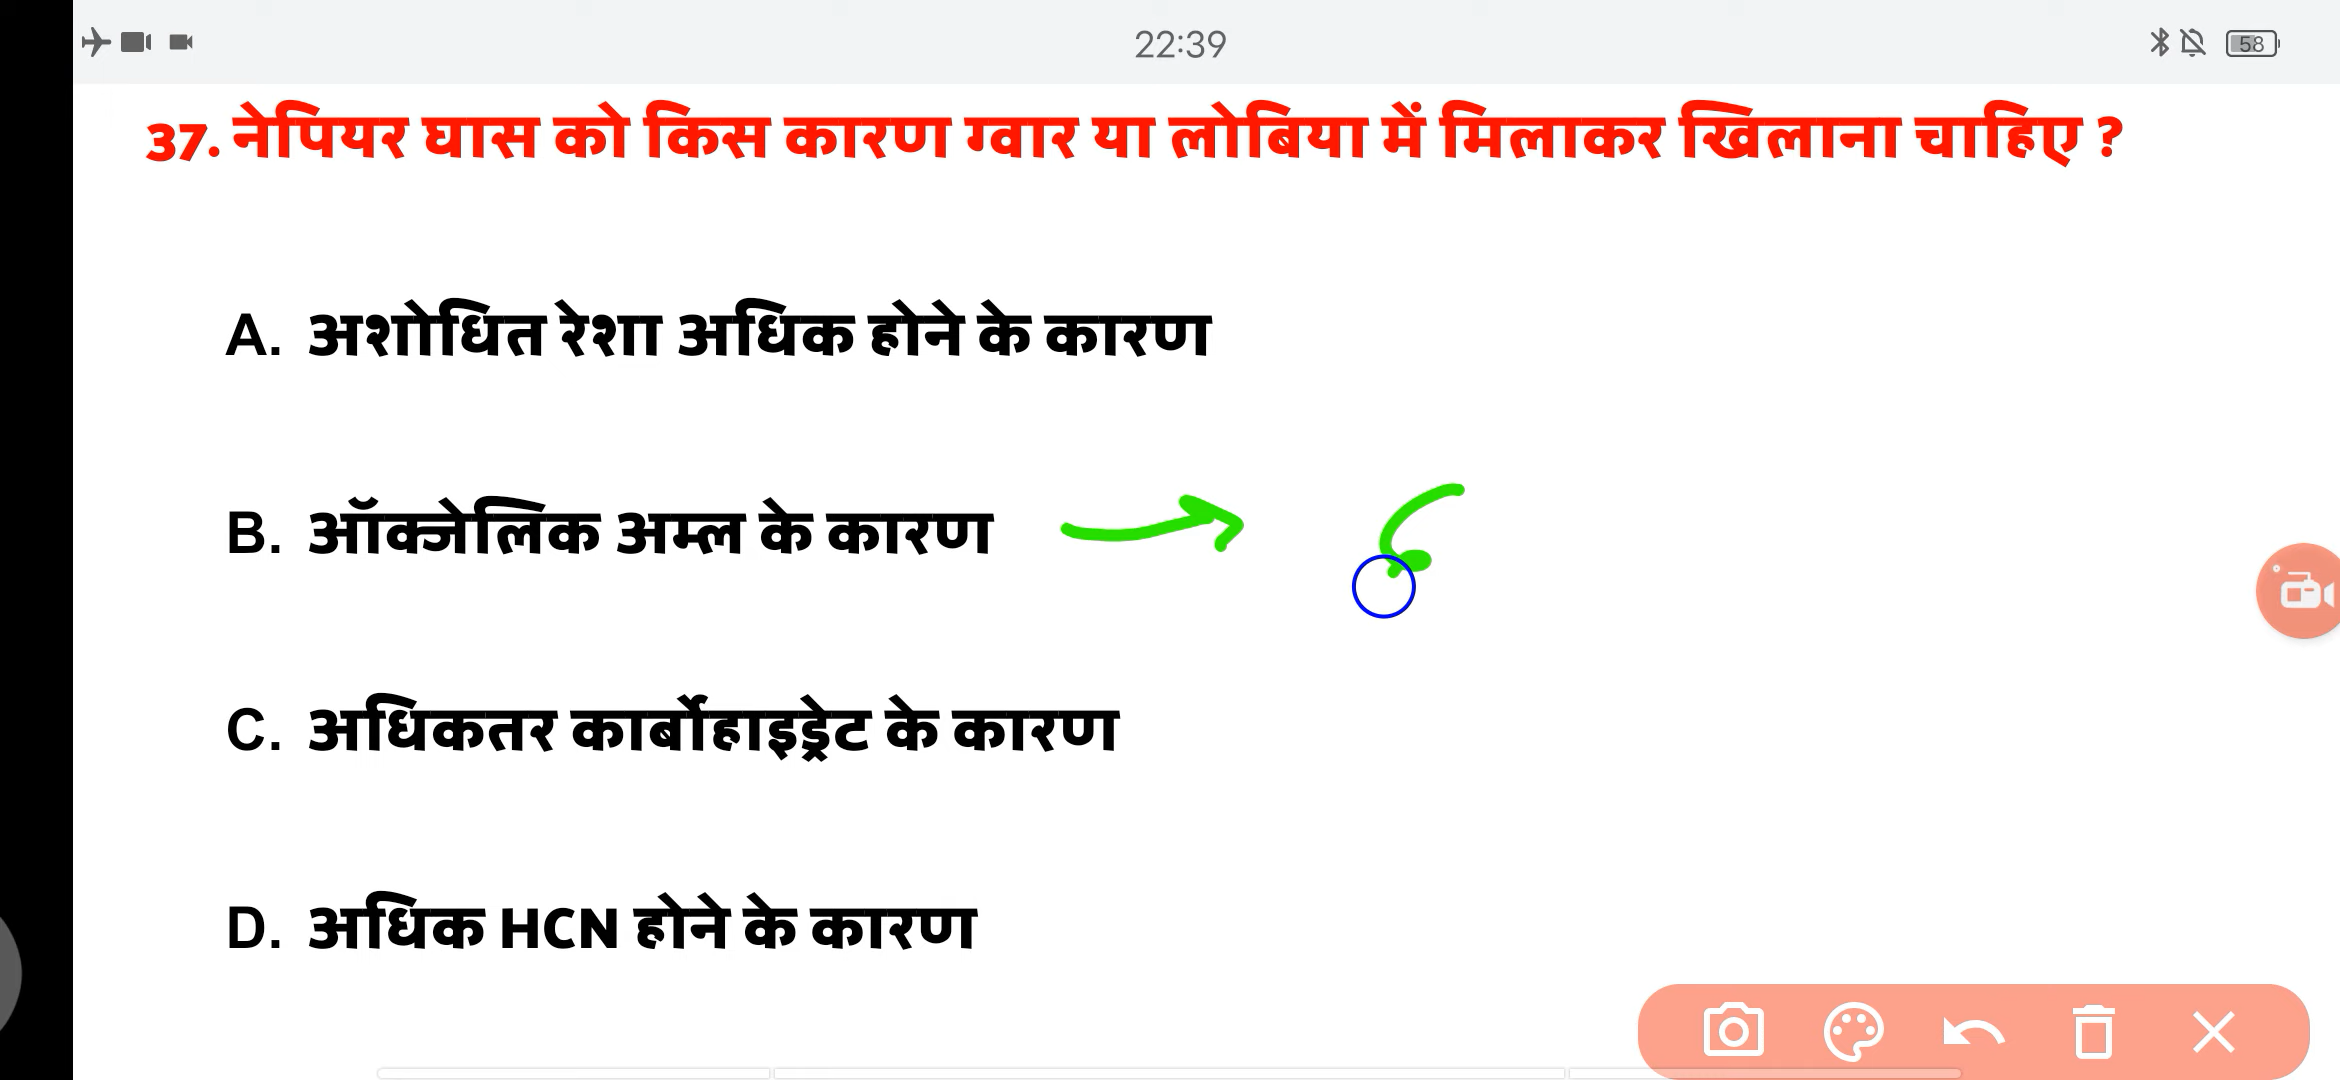 22:39
58
37. नेपियर घास को किस कारण ग्वार या लोबिया में मिलाकर खिलाना चाहिए ?
A. अशोधित रेशा अधिक होने के कारण
B. ऑक्जेलिक अम्ल के कारण
C. अधिकतर कार्बोहाइड्रेट के कारण
D. अधिक HCN होने के कारण